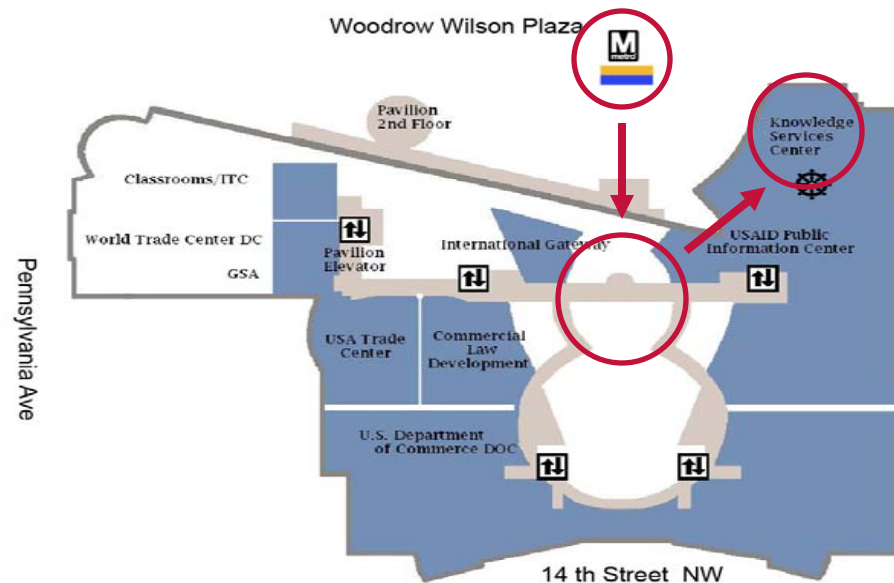 Woodrow Wilson Plaza
M
metro
Pavilion
2nd Floor
Knowledge
Services
Center
Classrooms/ITC
World Trade Center DC
GSA
Pavilion
Elevator
International Gateway
USAID Public
Information Center
Pennsylvania Ave
USA Trade
Center
Commercial
Law
Development
U.S. Department
of Commerce DOC
14 th Street NW